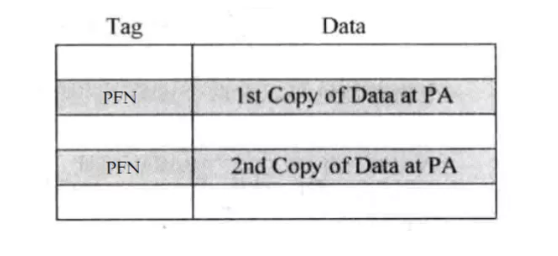 Tag Data
PFN 1st Copy of Data at PA
PFN 2nd Copy of Data at PA